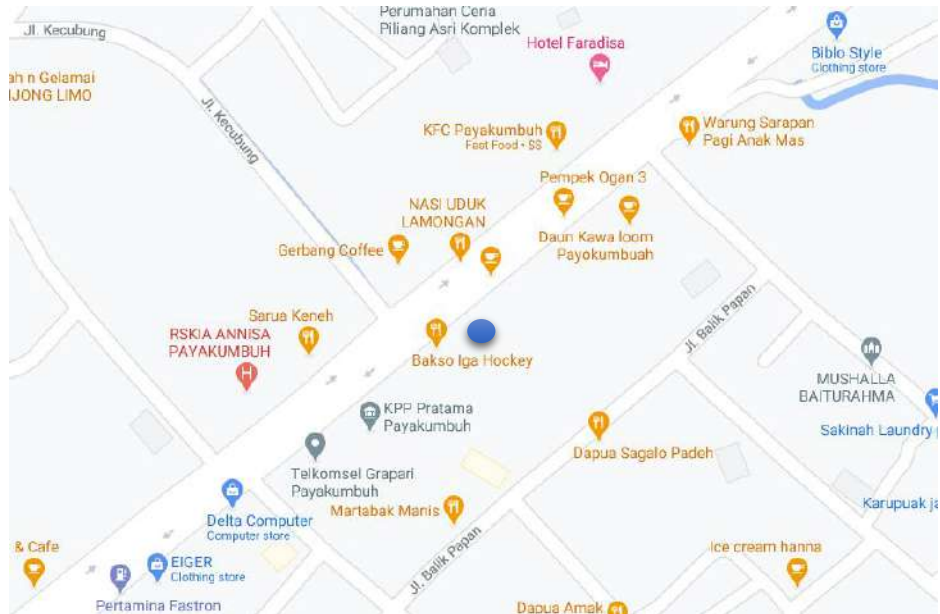 Perumahan Ceria
Piliang Asri Komplek
Jl. Kecubung
Hotel Faradisa
Biblo Style
Clothing store
ah n Gelamai
IJONG LIMO
Jl. Kecubung
KFC Payakumbuh
Fast Food • $$
Warung Sarapan
Pagi Anak Mas
Pempek Ogan 3
NASI UDUK
LAMONGAN
Gerbang Coffee
Daun Kawa loom
Payokumbuah
Sarua Keneh
RSKIA ANNISA
PAYAKUMBUH
Bakso Iga Hockey
Jl. Balik Papan
MUSHALLA
BAITURAHMA
KPP Pratama
Payakumbuh
Sakinah Laundry
Dapua Sagalo Padeh
Telkomsel Grapari
Payakumbuh
Martabak Manis
Karupuak ja
Delta Computer
Computer store
& Cafe
EIGER
Clothing store
Jl. Balik Papan
Ice cream hanna
Pertamina Fastron
Dapua Amak